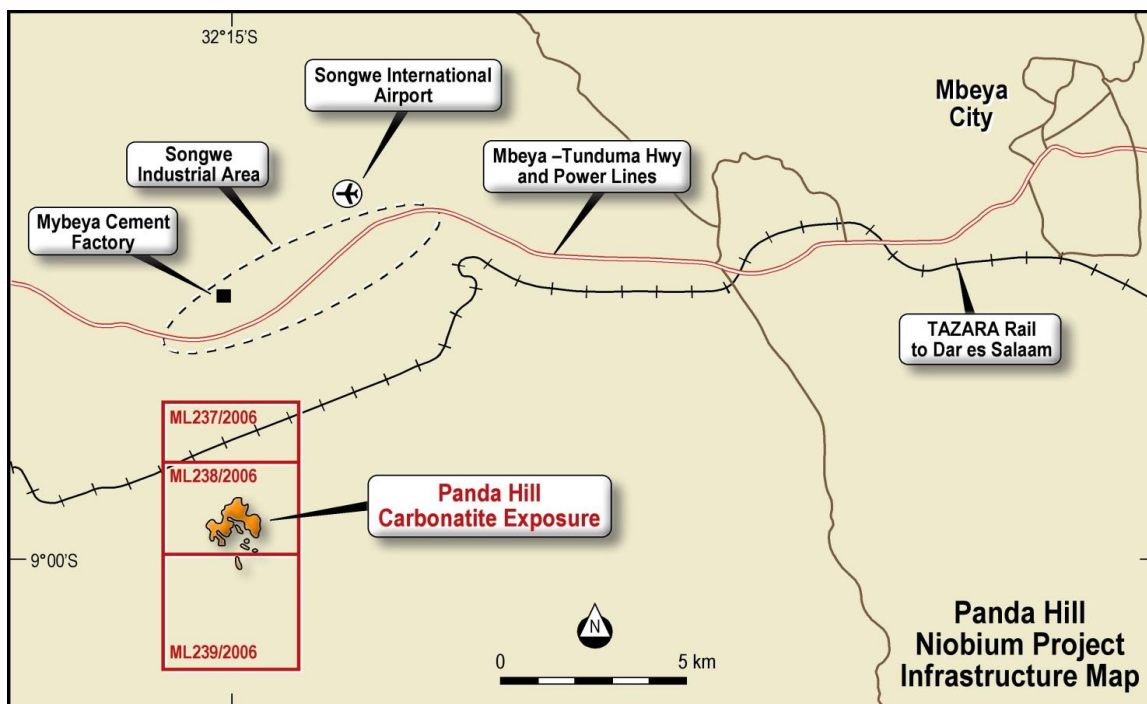 32°15'S
Songwe International
Airport
Mbeya
City
Songwe
Industrial Area
Mbeya –Tunduma Hwy
and Power Lines
Mybeya Cement
Factory
TAZARA Rail
to Dar es Salaam
ML237/2006
ML238/2006
Panda Hill
Carbonatite Exposure
9°00'S
ML239/2006
N
0 5 km
Panda Hill
Niobium Project
Infrastructure Map